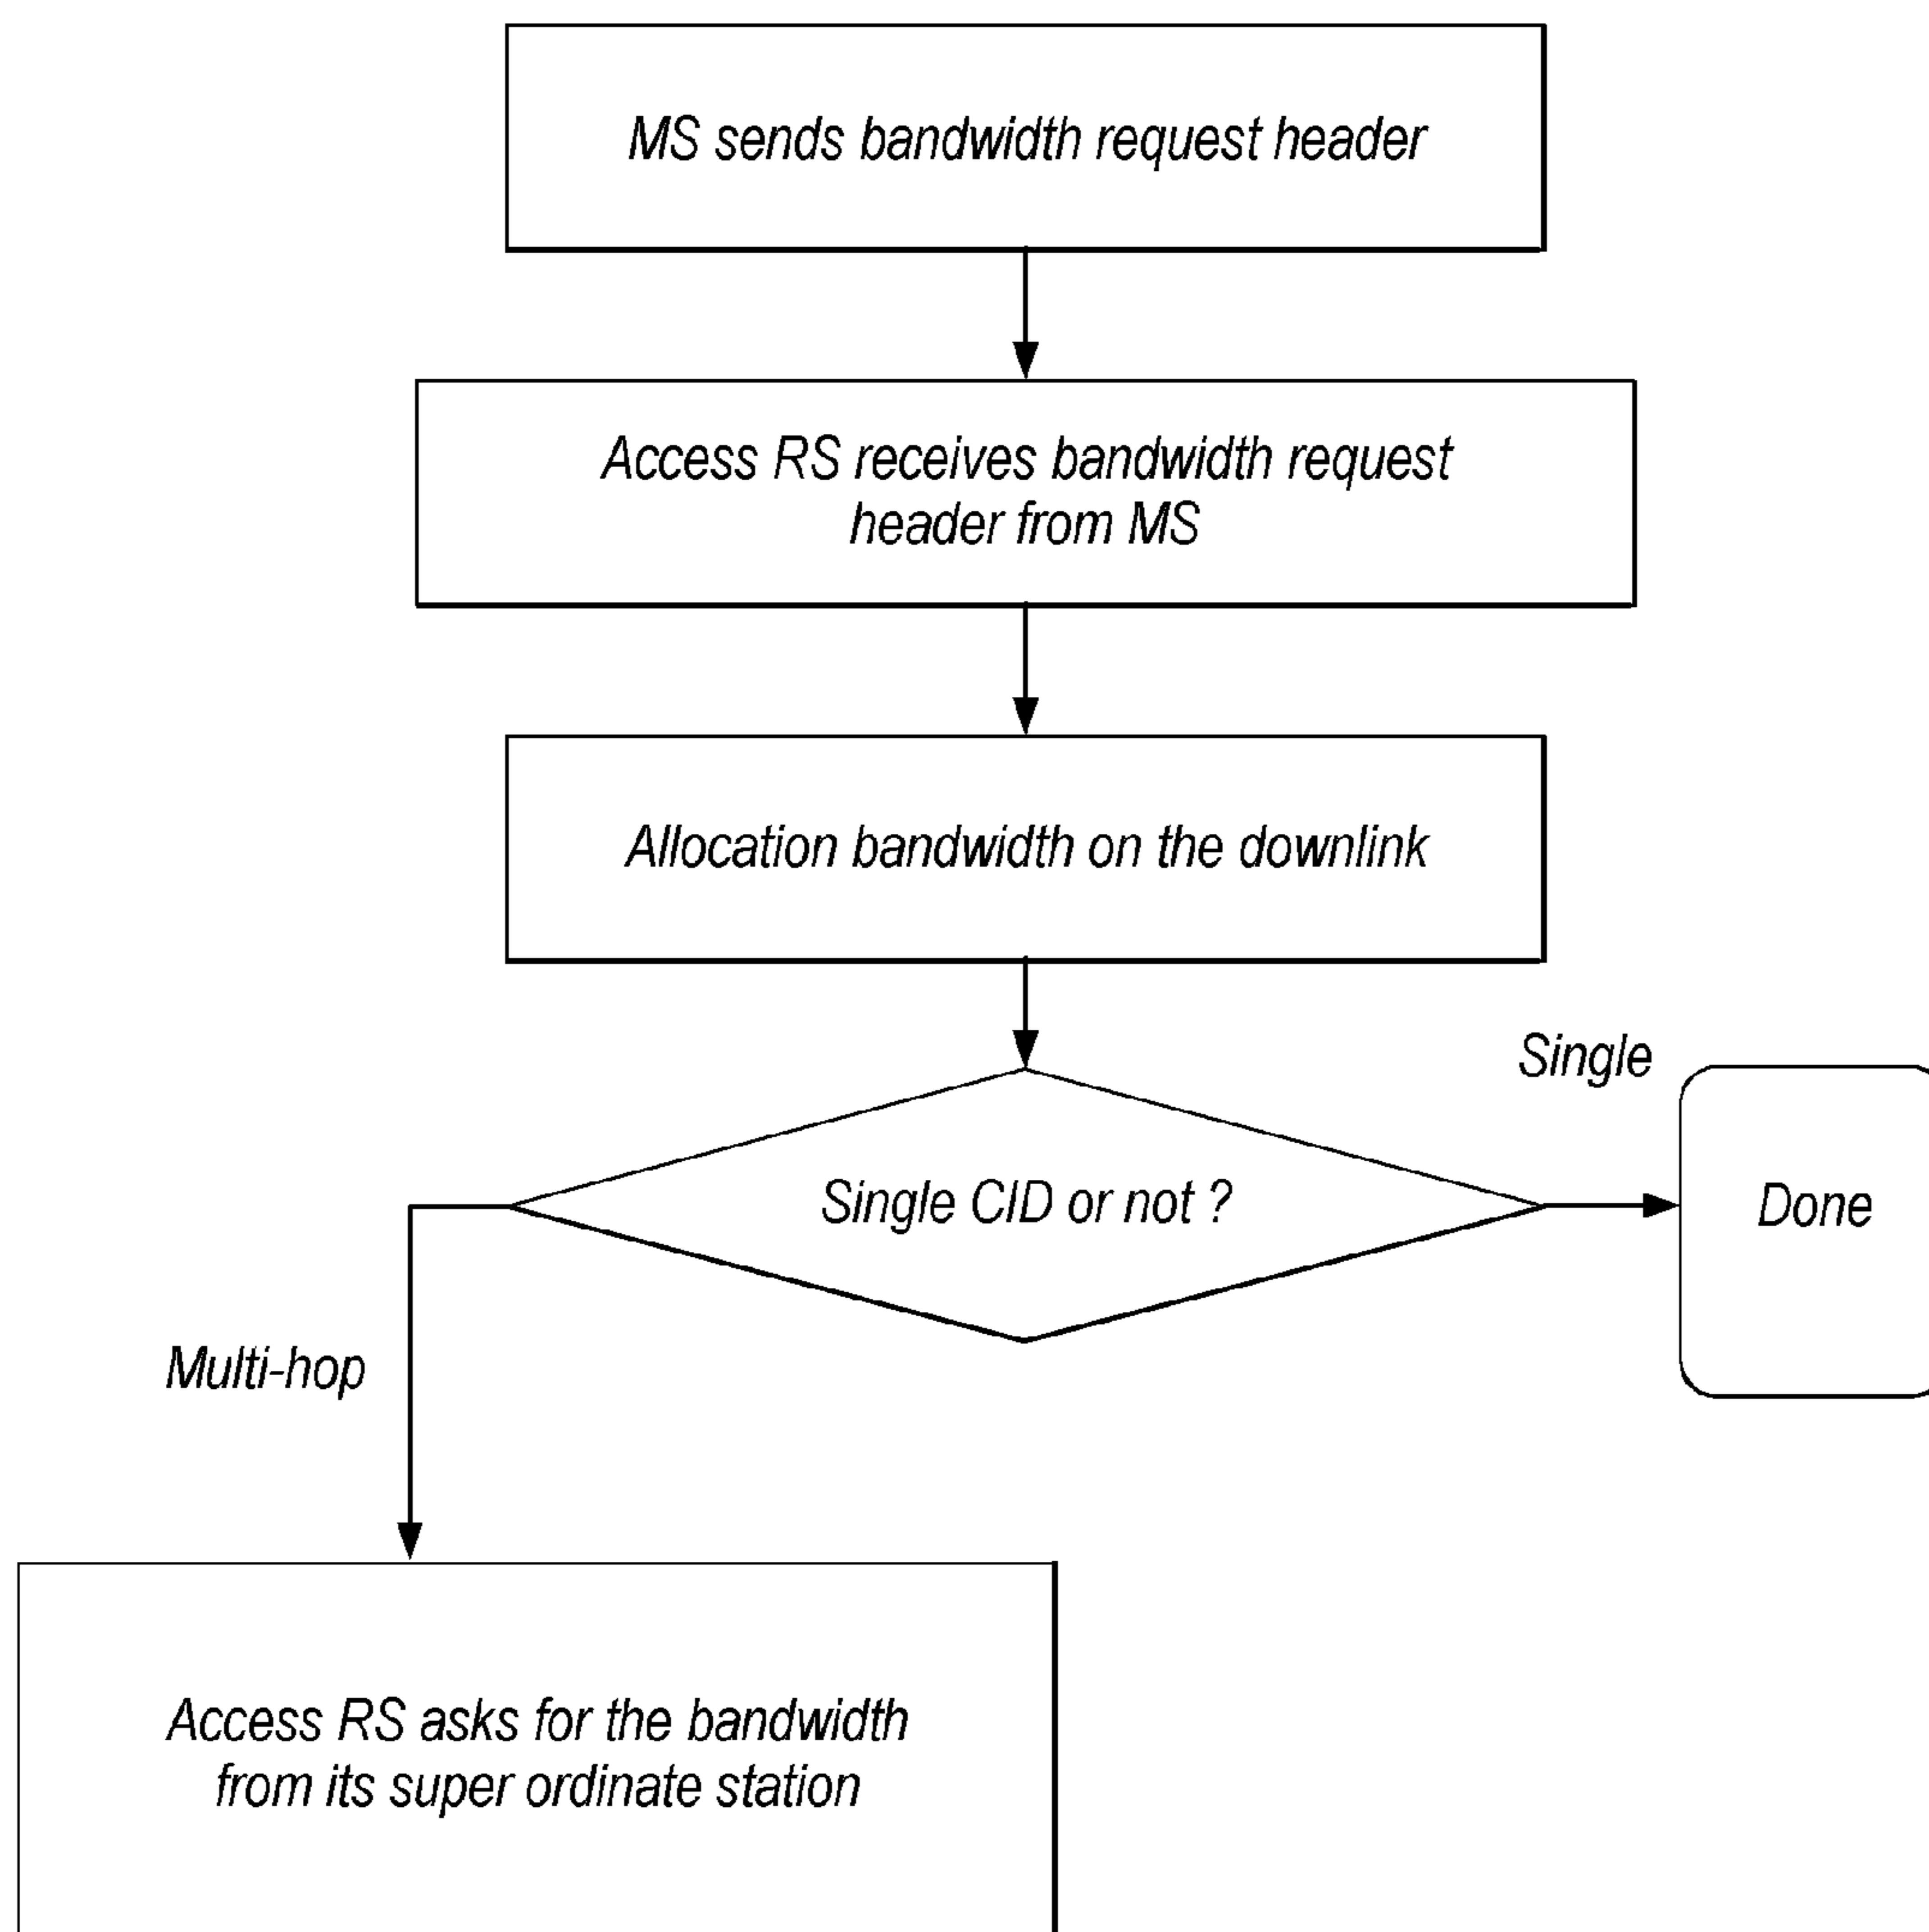 MS sends bandwidth request header
Access RS receives bandwidth request
header from MS
Allocation bandwidth on the downlink
Single
Single CID or not ?
Done
Multi-hop
Access RS asks for the bandwidth
from its super ordinate station